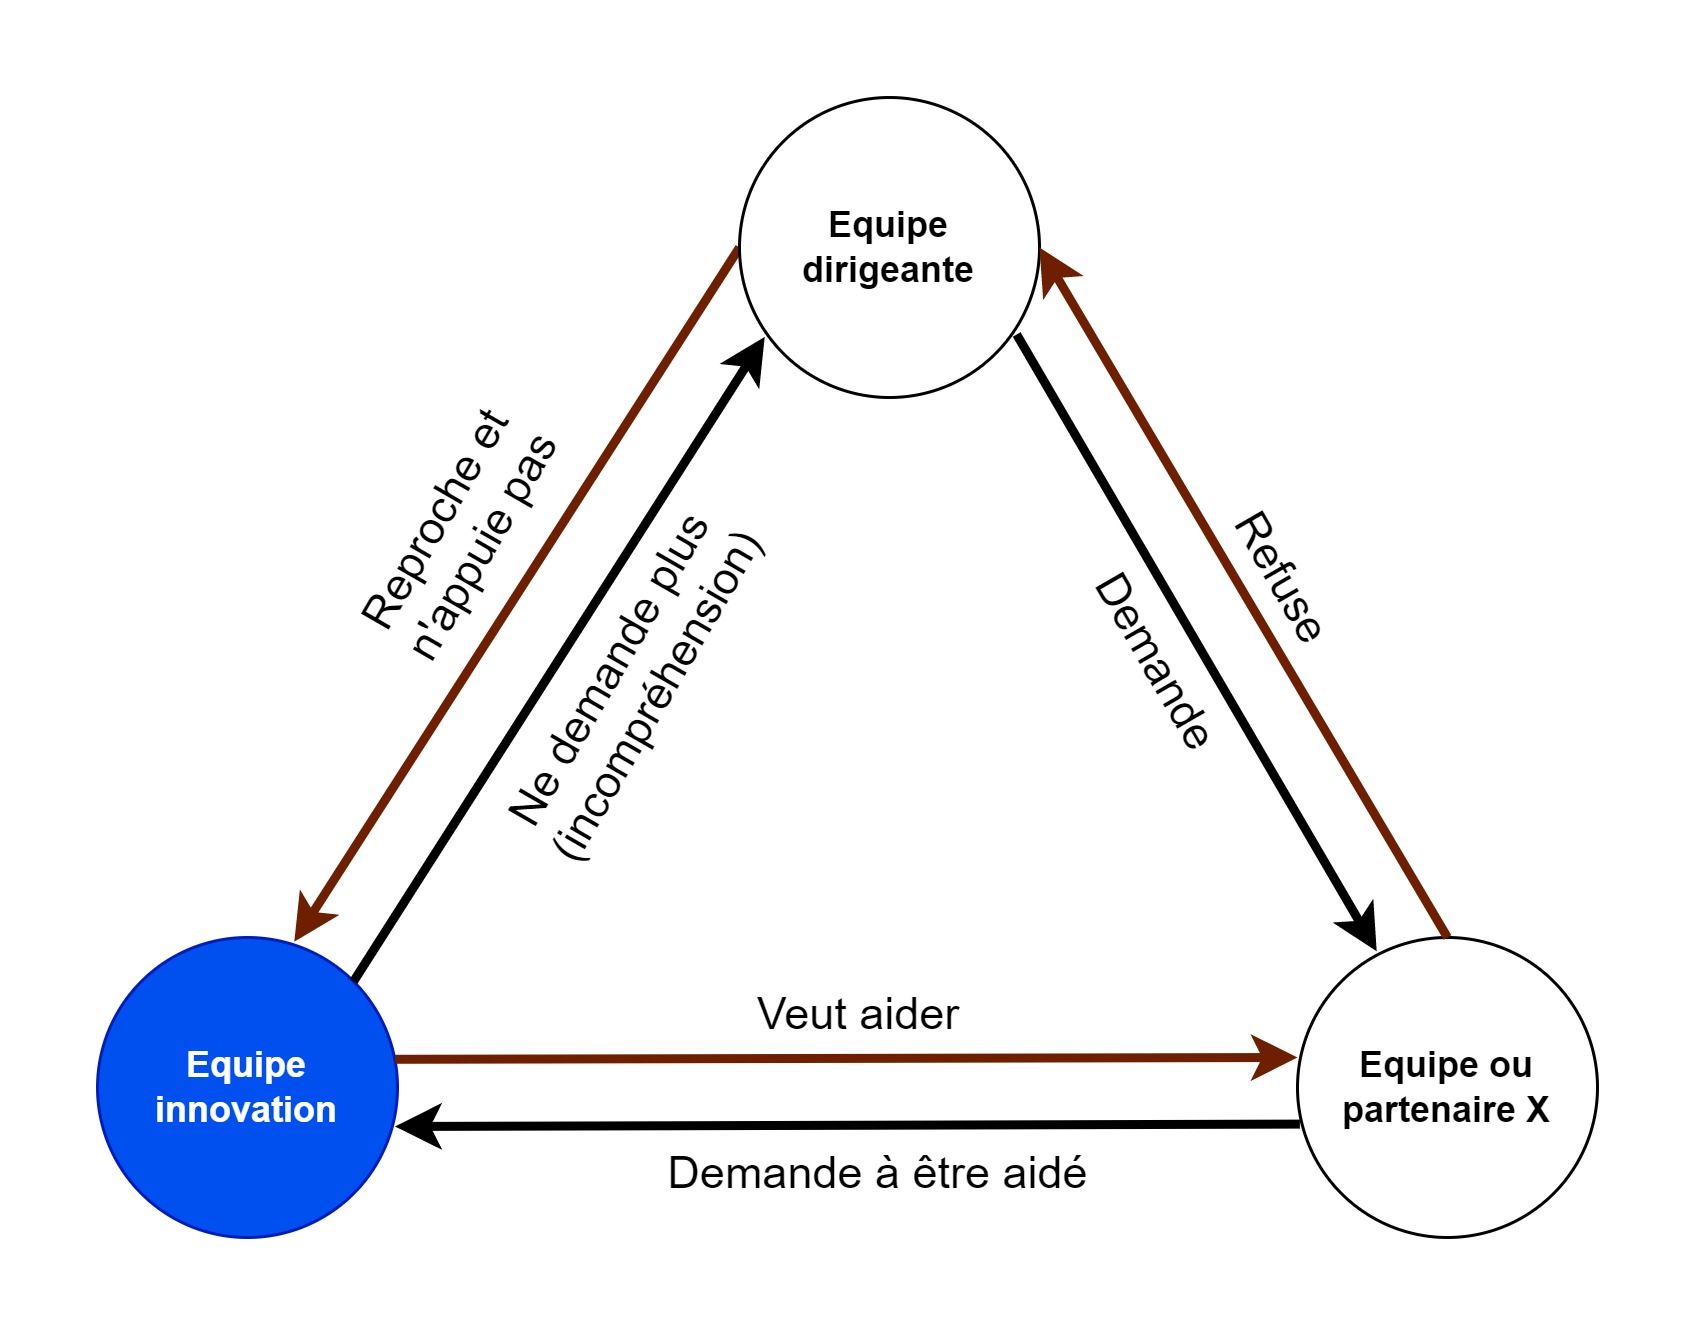 Equipe
dirigeante
Reproche et
n'appuie pas
Ne demande plus
(incompréhension)
Demande
Refuse
Equipe
innovation
Veut aider
Demande à être aidé
Equipe ou
partenaire X